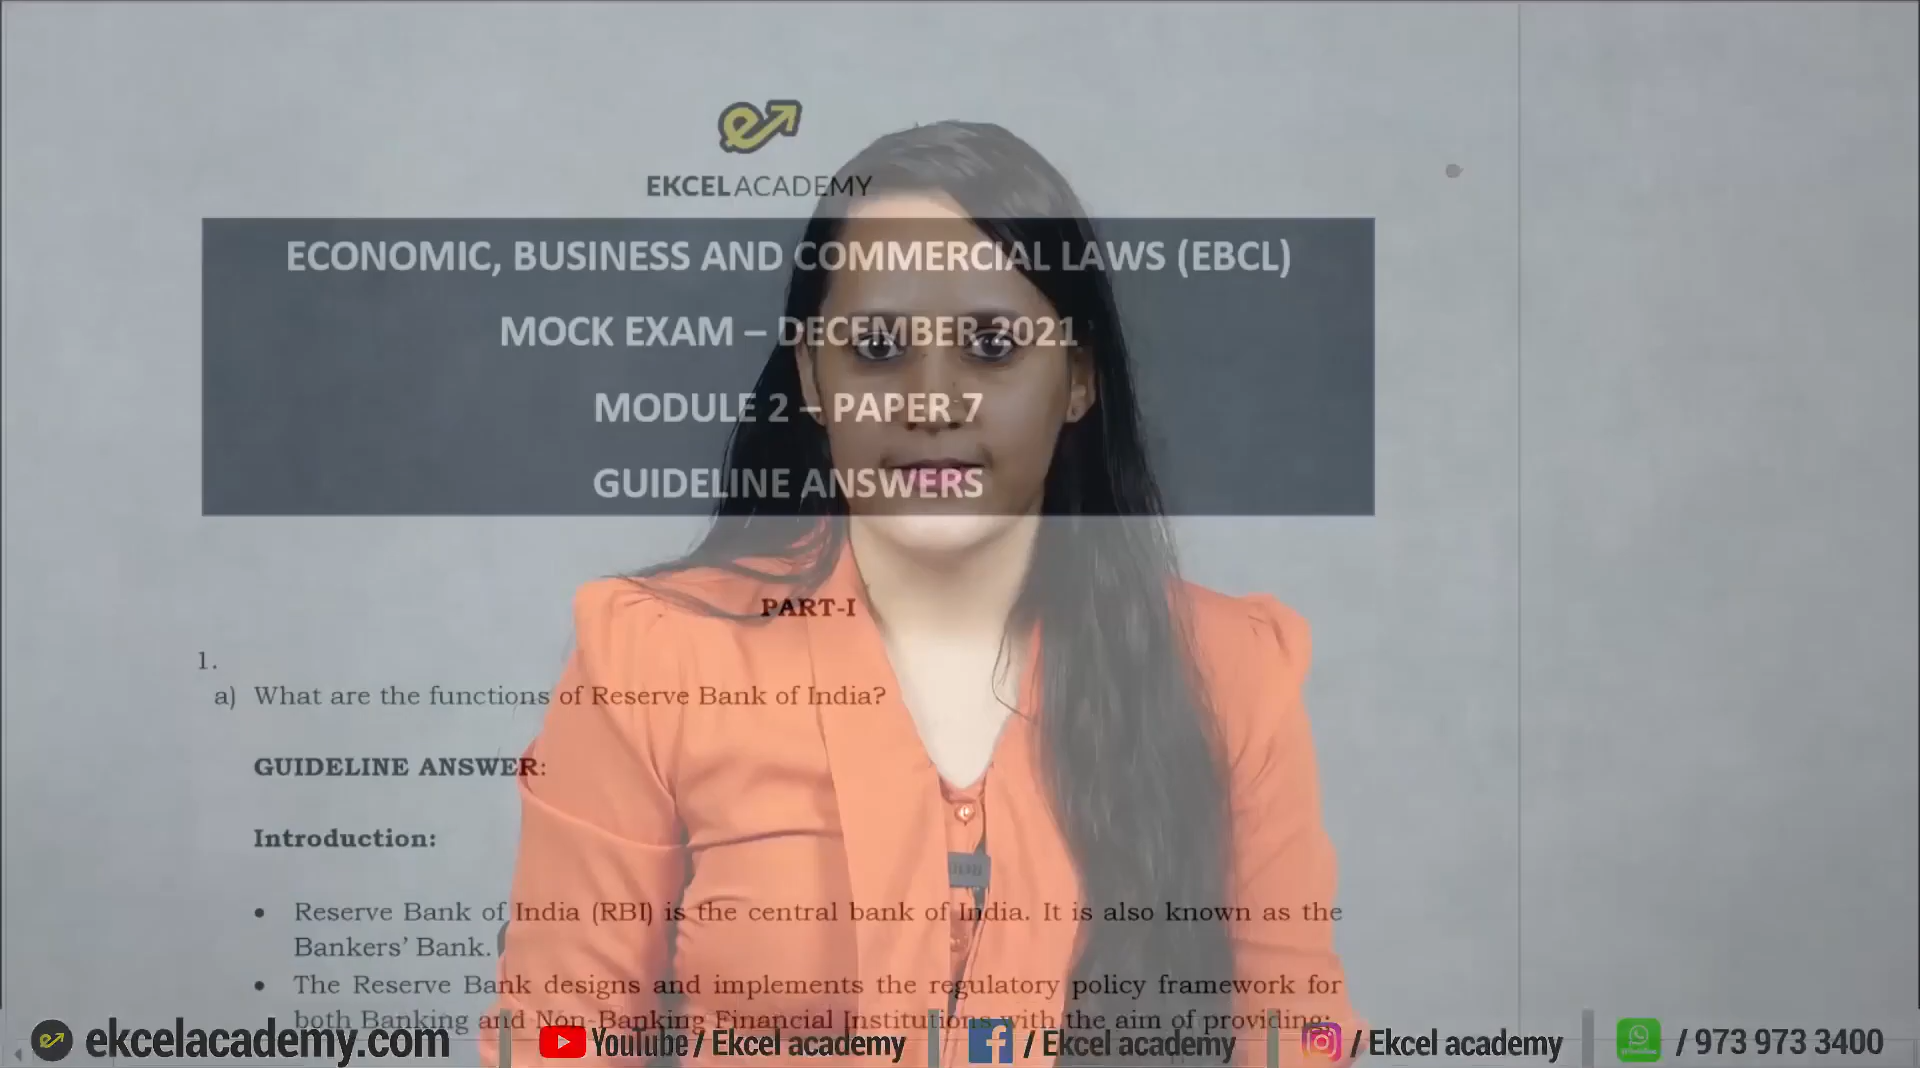 EKCELACADEMY
ECONOMIC, BUSINESS AND COMMERCIAL LAWS (EBCL)
MOCK EXAM – DECEMBER 2021
MODULE 2 – PAPER 7
GUIDELINE ANSWERS
PART-I
1.
a) What are the functions of Reserve Bank of India?
GUIDELINE ANSWER:
Introduction:
• Reserve Bank of India (RBI) is the central bank of India. It is also known as the
Bankers’ Bank.
• The Reserve Bank designs and implements the regulatory policy framework for
both Banking and Non-Banking Financial Institutions with the aim of providing:
ekcelacademy.com
YouTube / Ekcel academy
/ Ekcel academy
/ Ekcel academy
/ 973 973 3400